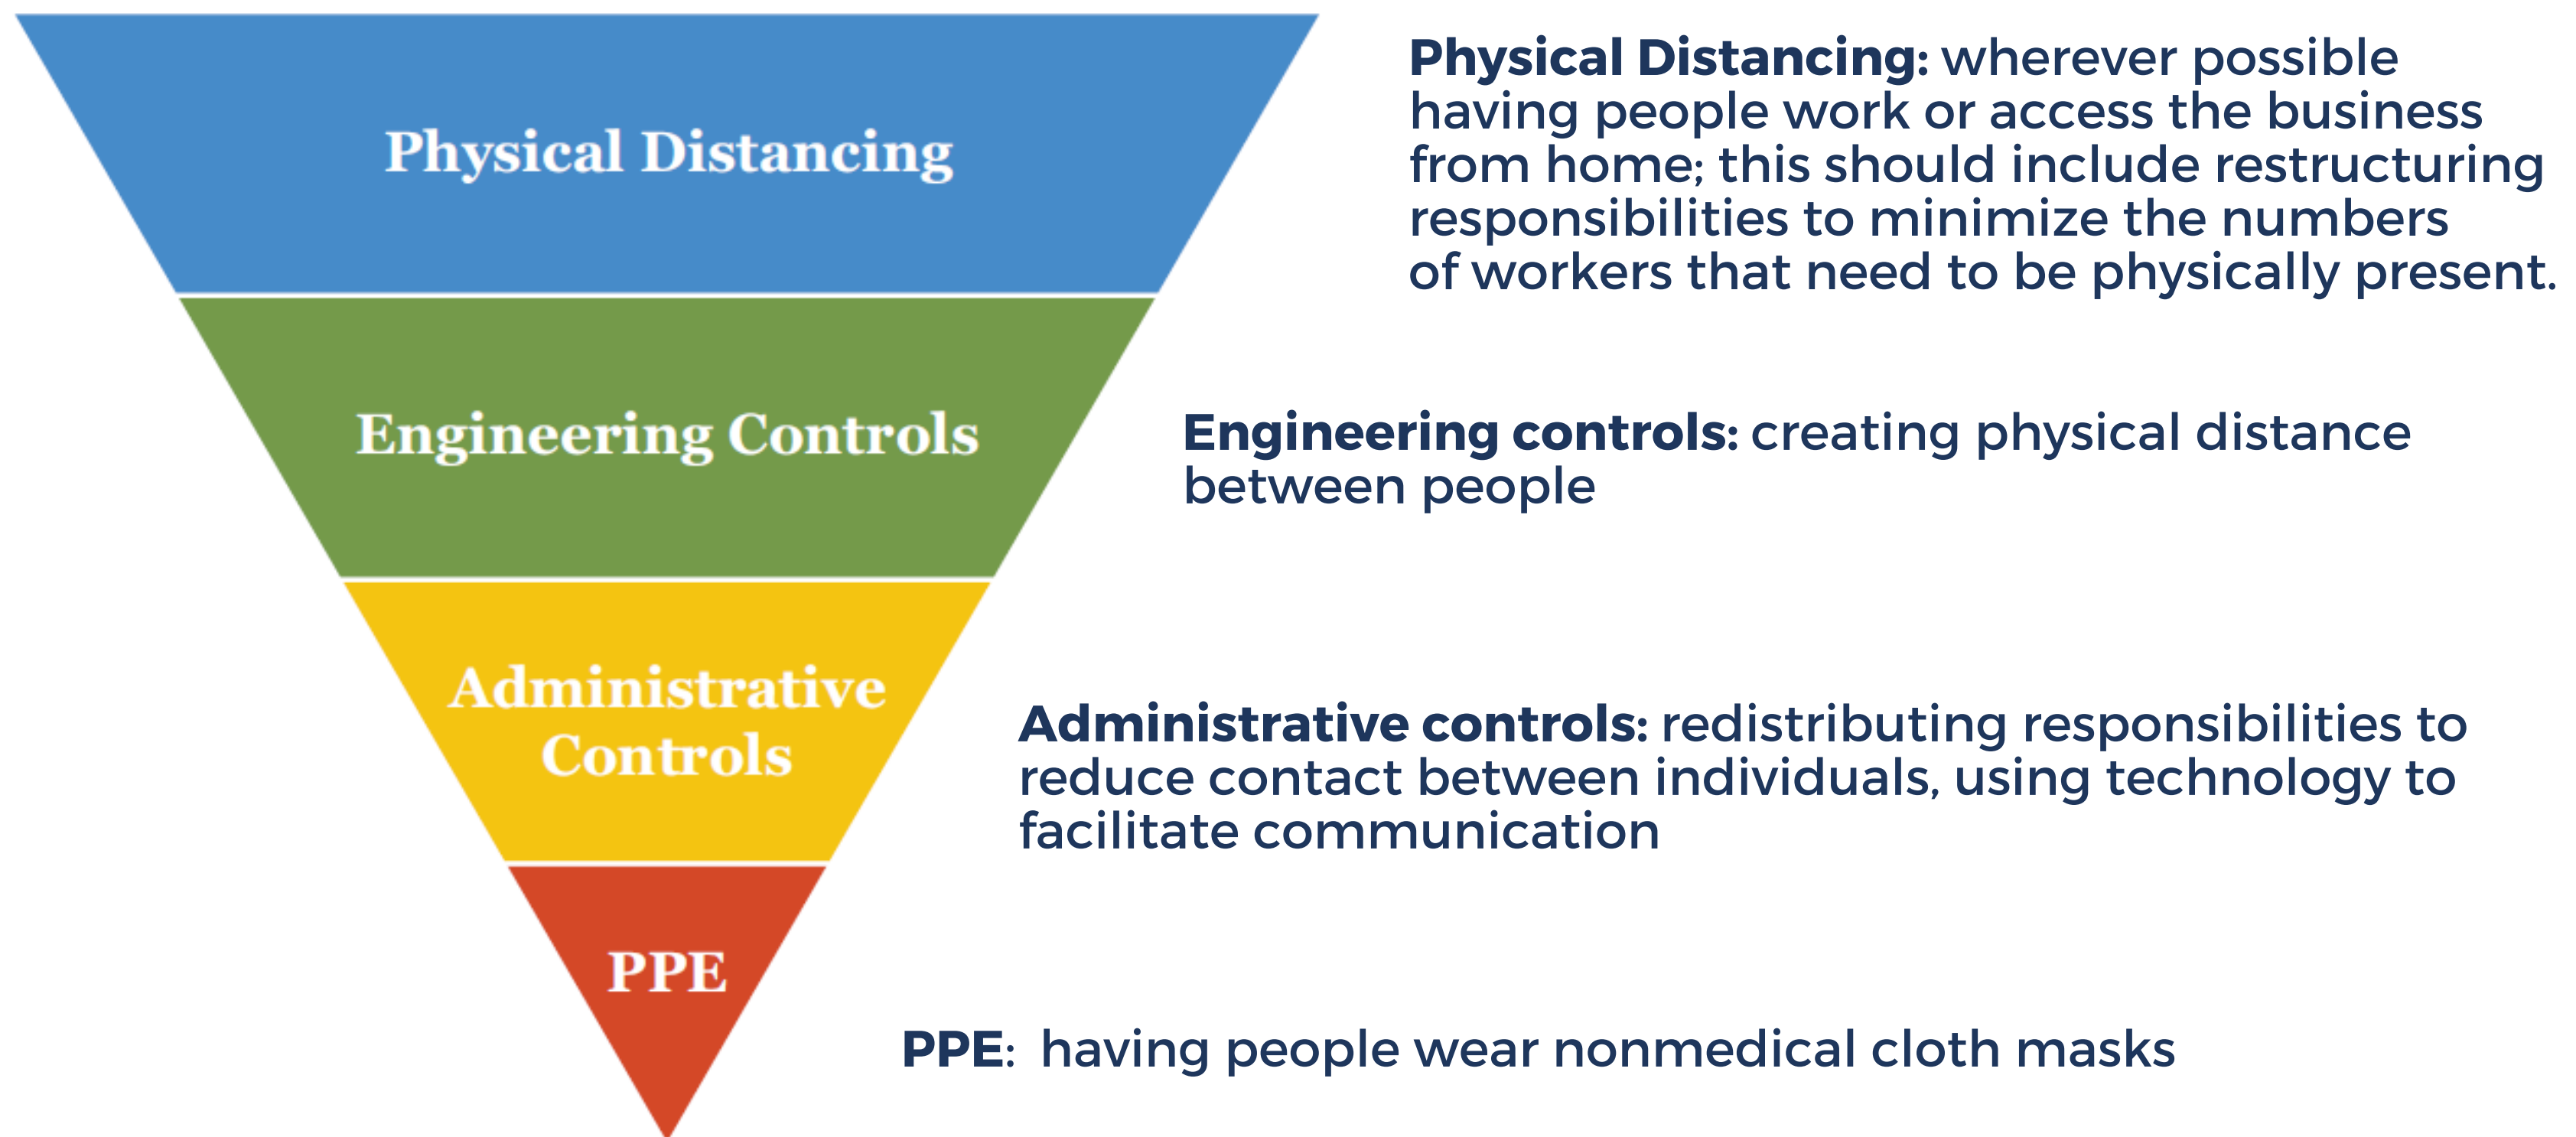 Physical Distancing
Physical Distancing: wherever possible
having people work or access the business
from home; this should include restructuring
responsibilities to minimize the numbers
of workers that need to be physically present.
Engineering Controls
Engineering controls: creating physical distance
between people
Administrative
Controls
Administrative controls: redistributing responsibilities to
reduce contact between individuals, using technology to
facilitate communication
PPE
PPE:  having people wear nonmedical cloth masks